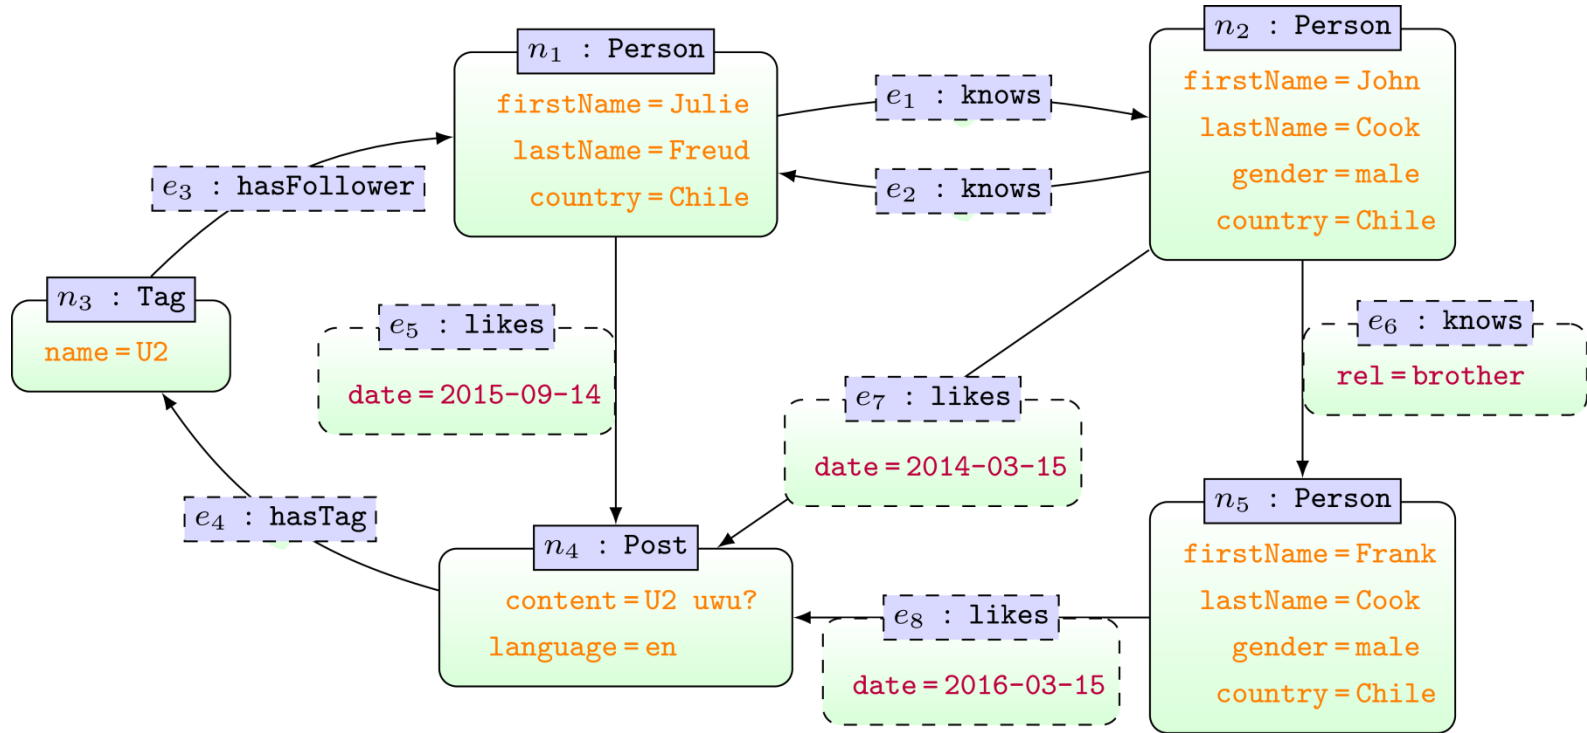 n₁ : Person
firstName = Julie
lastName = Freud
country = Chile
e₁ : knows
e₂ : knows
n₂ : Person
firstName = John
lastName = Cook
gender = male
country = Chile
e₃ : hasFollower
n₃ : Tag
name = U2
e₅ : likes
date = 2015-09-14
e₇ : likes
date = 2014-03-15
e₆ : knows
rel = brother
e₄ : hasTag
n₄ : Post
content = U2 uwu?
language = en
e₈ : likes
date = 2016-03-15
n₅ : Person
firstName = Frank
lastName = Cook
gender = male
country = Chile